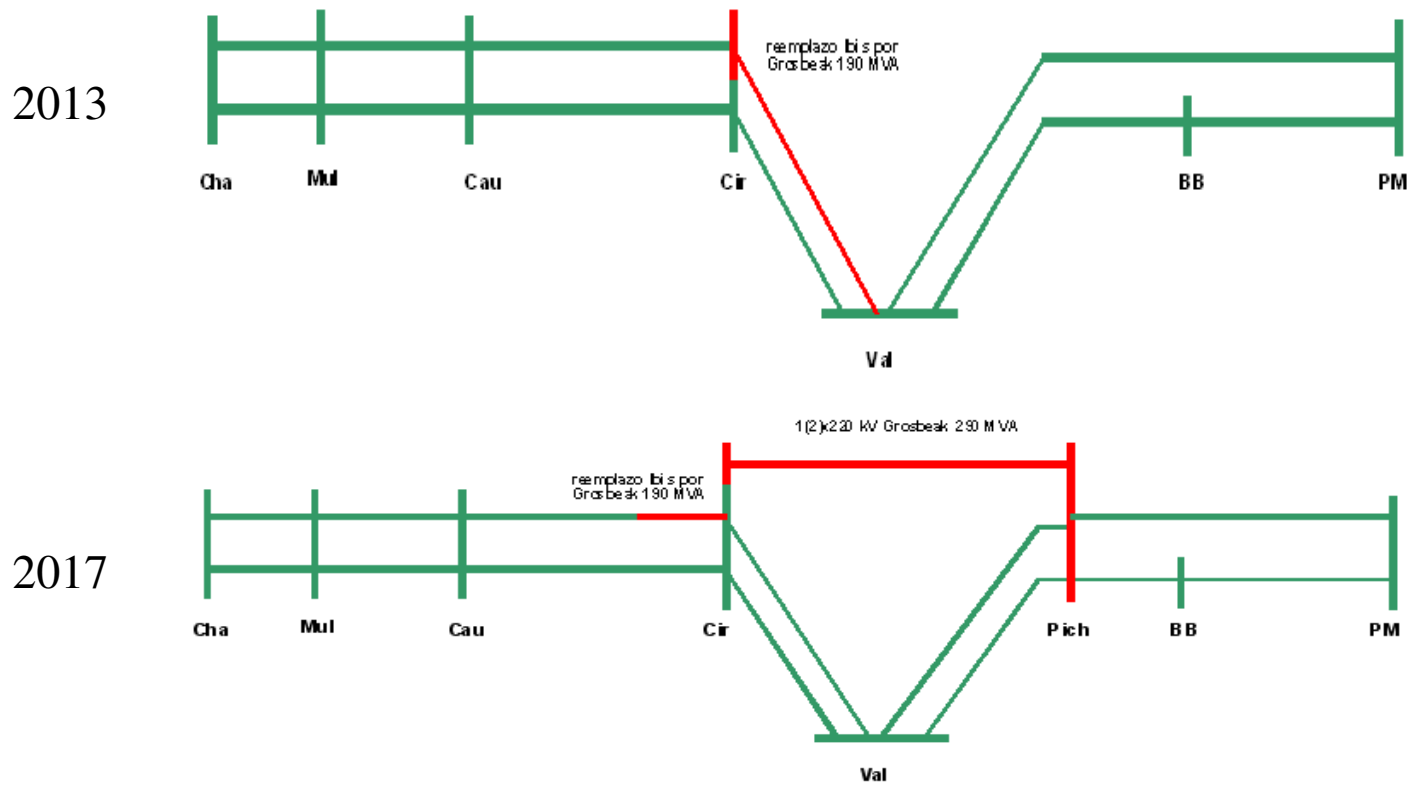 2013
reemplazo Ibis por
Grosbeak 190 MVA
Cha
Mul
Cau
Cir
BB
PM
Val
1(2)x220 kV Grosbeak 290 MVA
reemplazo Ibis por
Grosbeak 190 MVA
2017
Cha
Mul
Cau
Cir
Pich
BB
PM
Val